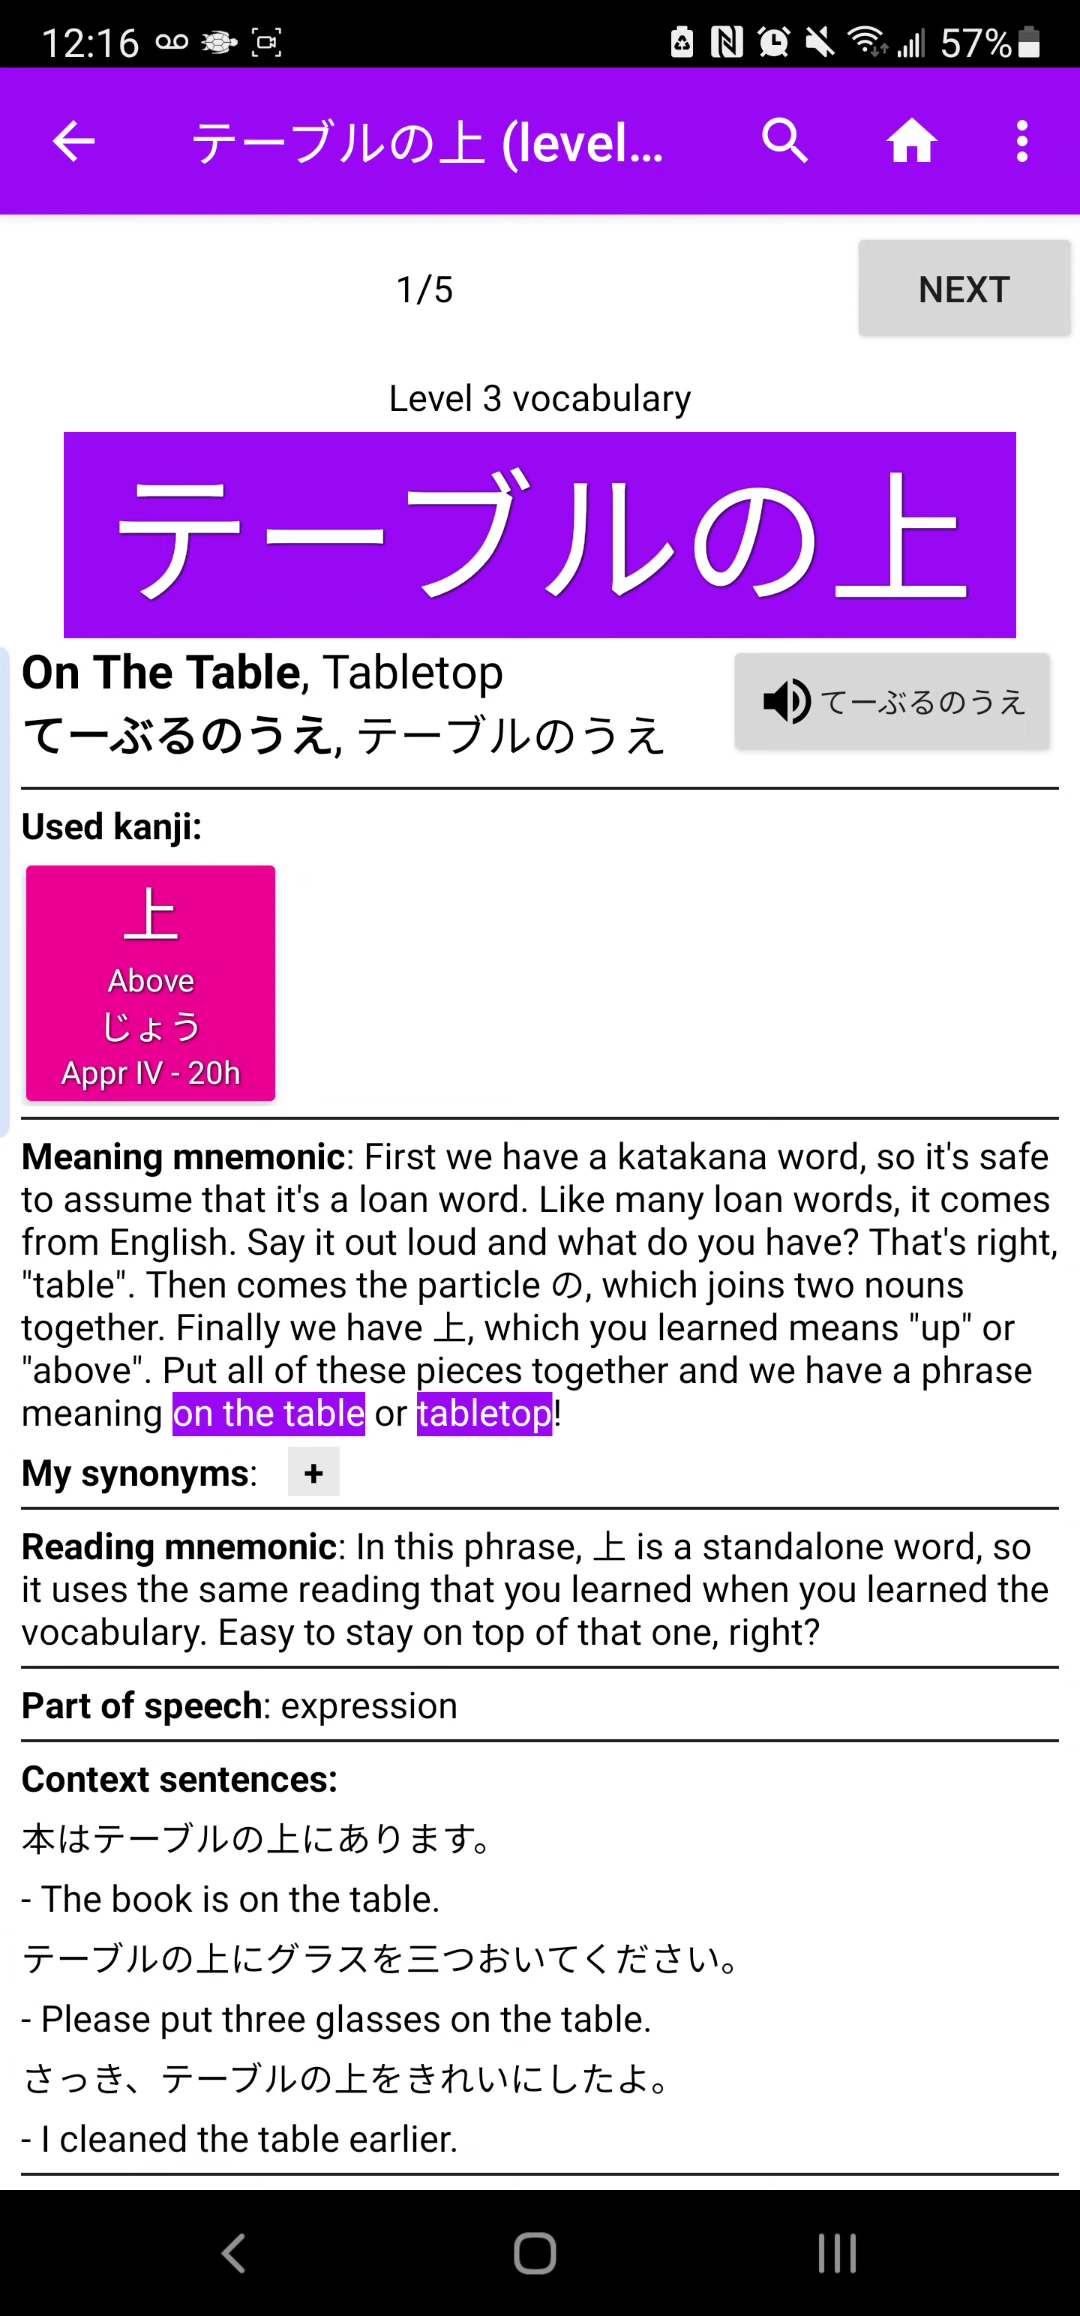 12:16 57%
テーブルの上 (level...
1/5
NEXT
Level 3 vocabulary
テーブルの上
On The Table, Tabletop
てーぶるのうえ, テーブルのうえ
てーぶるのうえ
Used kanji:
上
Above
じょう
Appr IV - 20h
Meaning mnemonic: First we have a katakana word, so it's safe
to assume that it's a loan word. Like many loan words, it comes
from English. Say it out loud and what do you have? That's right,
"table". Then comes the particle の, which joins two nouns
together. Finally we have 上, which you learned means "up" or
"above". Put all of these pieces together and we have a phrase
meaning on the table or tabletop!
My synonyms: +
Reading mnemonic: In this phrase, 上 is a standalone word, so
it uses the same reading that you learned when you learned the
vocabulary. Easy to stay on top of that one, right?
Part of speech: expression
Context sentences:
本はテーブルの上にあります。
- The book is on the table.
テーブルの上にグラスを三つおいてください。
- Please put three glasses on the table.
さっき、テーブルの上をきれいにしたよ。
- I cleaned the table earlier.